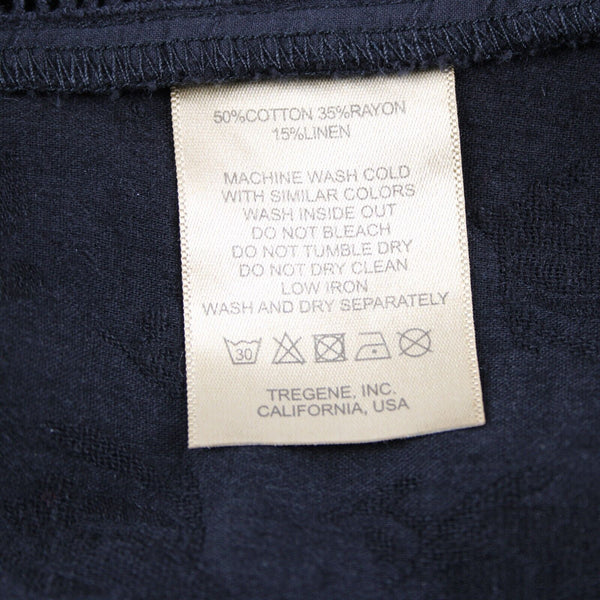 50%COTTON 35%RAYON
15%LINEN
MACHINE WASH COLD
WITH SIMILAR COLORS
WASH INSIDE OUT
DO NOT BLEACH
DO NOT TUMBLE DRY
DO NOT DRY CLEAN
LOW IRON
WASH AND DRY SEPARATELY
30
TREGENE, INC.
CALIFORNIA, USA